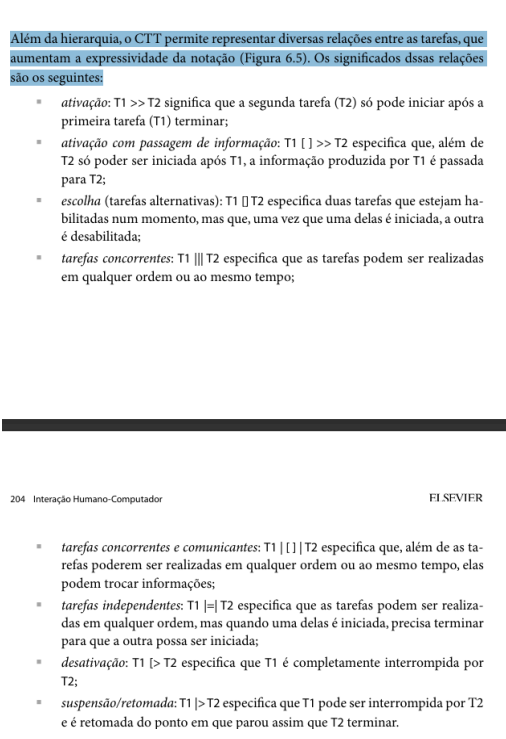 Além da hierarquia, o CTT permite representar diversas relações entre as tarefas, que
aumentam a expressividade da notação (Figura 6.5). Os significados dssas relações
são os seguintes:
▪ ativação: T1 >> T2 significa que a segunda tarefa (T2) só pode iniciar após a
primeira tarefa (T1) terminar;
▪ ativação com passagem de informação: T1 [ ] >> T2 especifica que, além de
T2 só poder ser iniciada após T1, a informação produzida por T1 é passada
para T2;
▪ escolha (tarefas alternativas): T1 [] T2 especifica duas tarefas que estejam ha-
bilitadas num momento, mas que, uma vez que uma delas é iniciada, a outra
é desabilitada;
▪ tarefas concorrentes: T1 ||| T2 especifica que as tarefas podem ser realizadas
em qualquer ordem ou ao mesmo tempo;
204 Interação Humano-Computador ELSEVIER
▪ tarefas concorrentes e comunicantes: T1 | [ ] | T2 especifica que, além de as ta-
refas poderem ser realizadas em qualquer ordem ou ao mesmo tempo, elas
podem trocar informações;
▪ tarefas independentes: T1 |=| T2 especifica que as tarefas podem ser realiza-
das em qualquer ordem, mas quando uma delas é iniciada, precisa terminar
para que a outra possa ser iniciada;
▪ desativação: T1 [> T2 especifica que T1 é completamente interrompida por
T2;
▪ suspensão/retomada: T1 |> T2 especifica que T1 pode ser interrompida por T2
e é retomada do ponto em que parou assim que T2 terminar.